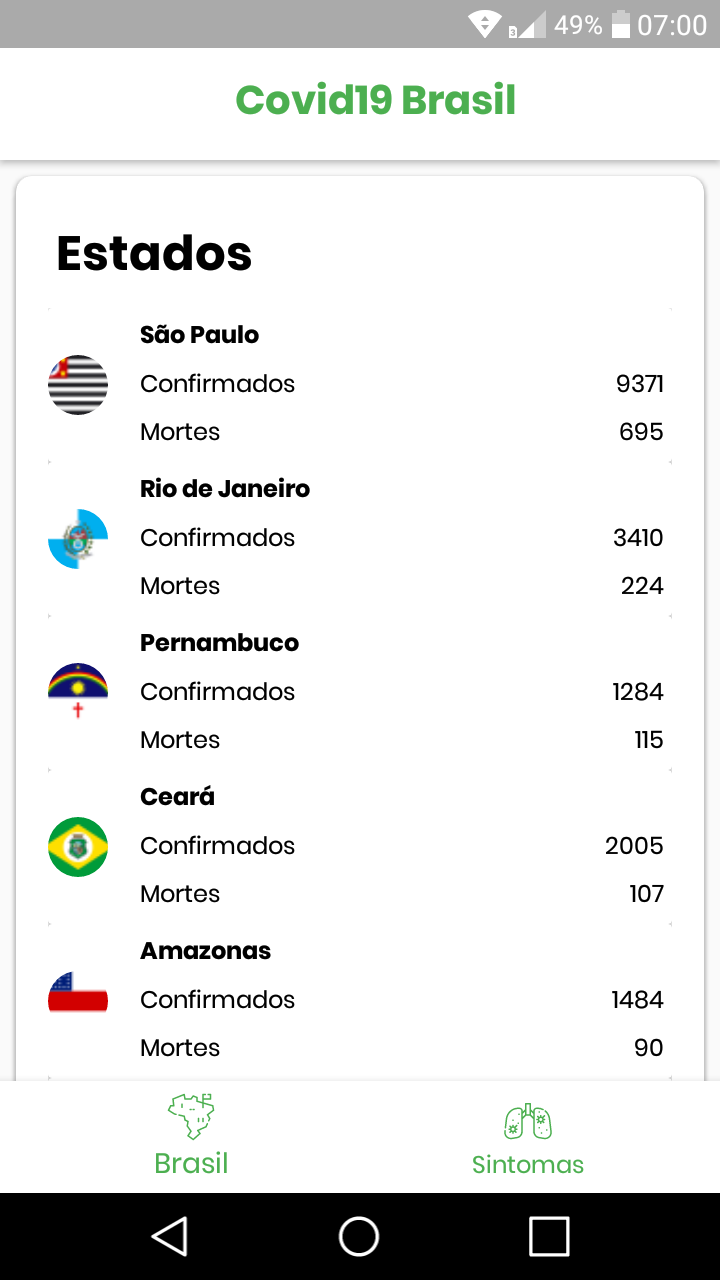 49% 07:00
Covid19 Brasil
Estados
São Paulo
Confirmados 9371
Mortes 695
Rio de Janeiro
Confirmados 3410
Mortes 224
Pernambuco
Confirmados 1284
Mortes 115
Ceará
Confirmados 2005
Mortes 107
Amazonas
Confirmados 1484
Mortes 90
Brasil Sintomas